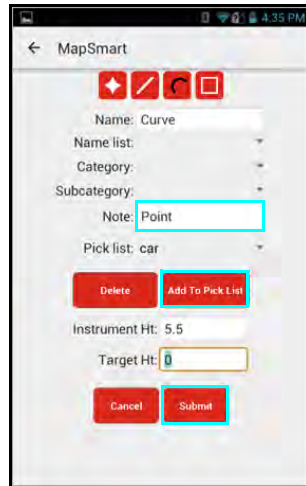 4:35 PM
← MapSmart
Name: Curve
Name list:
Category:
Subcategory:
Note: Point
Pick list: car
Delete Add To Pick List
Instrument Ht: 5.5
Target Ht: 0
Cancel Submit